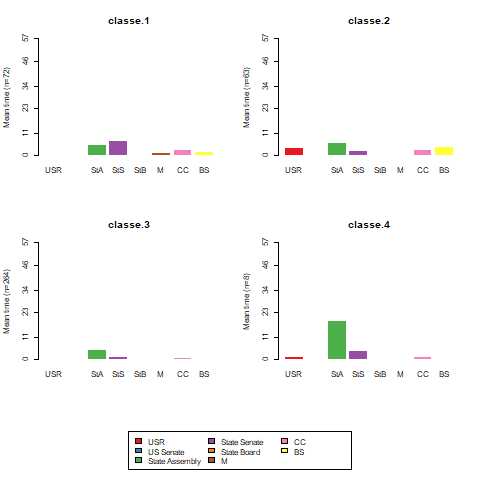 classe.1
Mean time (n=72)
57
46
34
23
11
0
USR StA StS StB M CC BS
classe.2
Mean time (n=63)
57
46
34
23
11
0
USR StA StS StB M CC BS
classe.3
Mean time (n=264)
57
46
34
23
11
0
USR StA StS StB M CC BS
classe.4
Mean time (n=8)
57
46
34
23
11
0
USR StA StS StB M CC BS
USR State Senate CC
US Senate State Board BS
State Assembly M